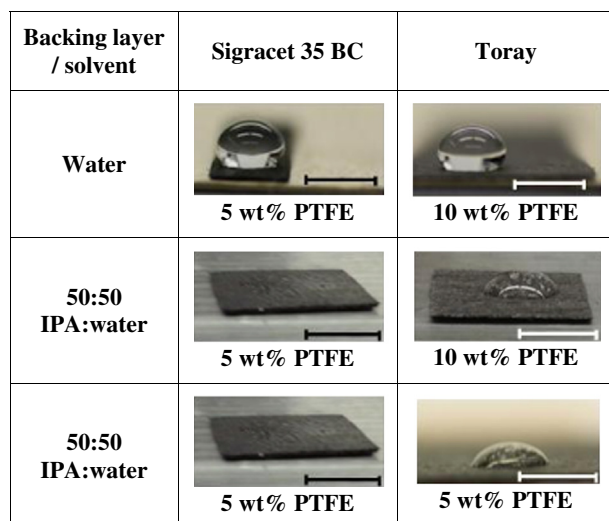 Backing layer
/ solvent
Sigracet 35 BC
Toray
Water
5 wt% PTFE
10 wt% PTFE
50:50
IPA:water
5 wt% PTFE
10 wt% PTFE
50:50
IPA:water
5 wt% PTFE
5 wt% PTFE